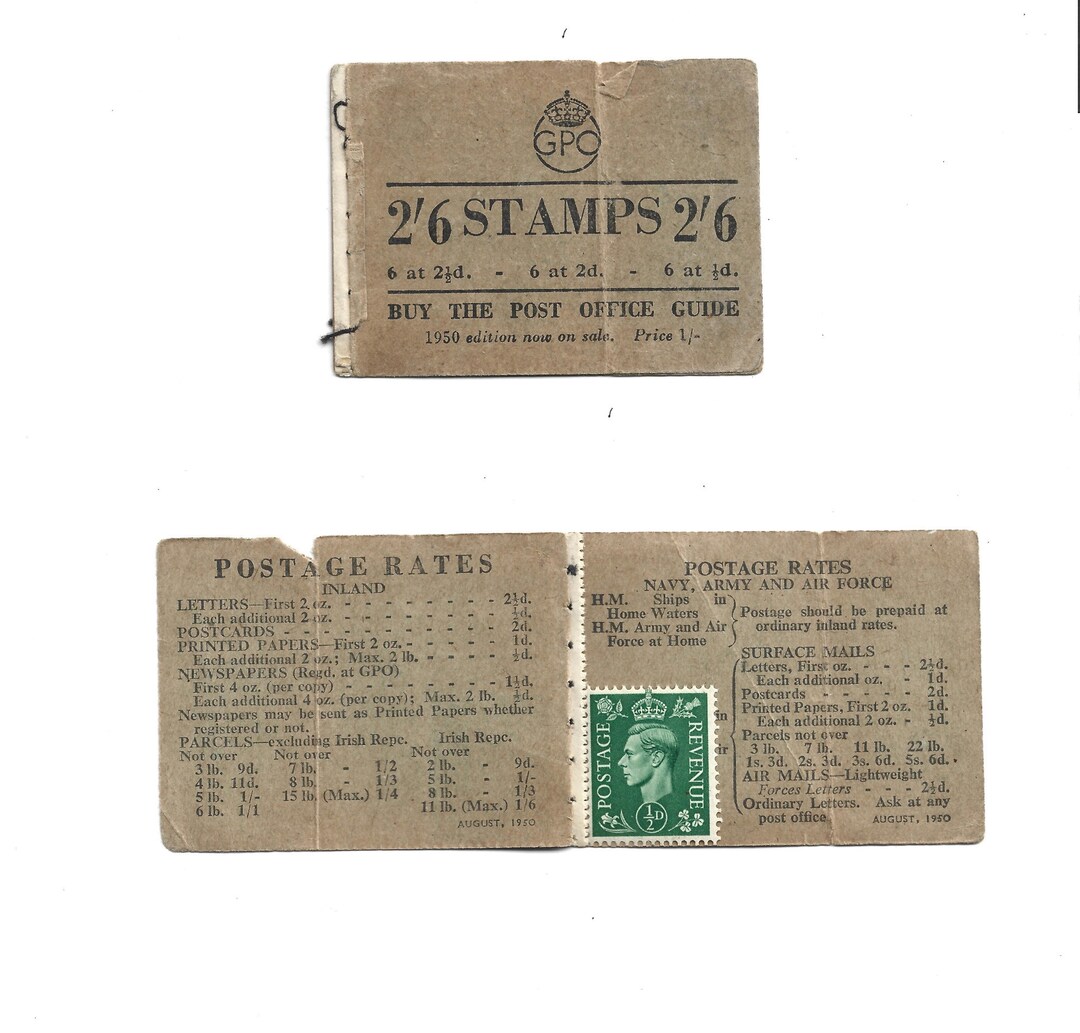 GPO
2'6 STAMPS 2'6
6 at 2½d. - 6 at 2d. - 6 at ½d.
BUY THE POST OFFICE GUIDE
1950 edition now on sale. Price 1/-
POSTAGE RATES
INLAND
LETTERS—First 2 oz. - - - - - - - - 2½d.
Each additional 2 oz. - - - - - - - - ½d.
POSTCARDS - - - - - - - - - - 2d.
PRINTED PAPERS—First 2 oz. - - - - - 1d.
Each additional 2 oz.; Max. 2 lb. - - - - ½d.
NEWSPAPERS (Regd. at GPO)
First 4 oz. (per copy) - - - - - - - 1½d.
Each additional 4 oz. (per copy); Max. 2 lb. ½d.
Newspapers may be sent as Printed Papers whether
registered or not.
PARCELS—excluding Irish Repc. Irish Repc.
Not over Not over Not over
3 lb. 9d. 7 lb. - 1/2 2 lb. - 9d.
4 lb. 11d. 8 lb. - 1/3 5 lb. - 1/-
5 lb. 1/- 15 lb. (Max.) 1/4 8 lb. - 1/3
6 lb. 1/1 11 lb. (Max.) 1/6
AUGUST, 1950
POSTAGE RATES
NAVY, ARMY AND AIR FORCE
H.M. Ships in
Home Waters
H.M. Army and Air
Force at Home
Postage should be prepaid at
ordinary inland rates.
SURFACE MAILS
Letters, First oz. - - - 2½d.
Each additional oz. - 1d.
Postcards - - - - - 2d.
Printed Papers, First 2 oz. 1d.
Each additional 2 oz. - ½d.
Parcels not over
3 lb. 7 lb. 11 lb. 22 lb.
1s. 3d. 2s. 3d. 3s. 6d. 5s. 6d.
AIR MAILS—Lightweight
Forces Letters - - - 2½d.
Ordinary Letters. Ask at any
post office
AUGUST, 1950
in
POSTAGE
REVENUE
½D